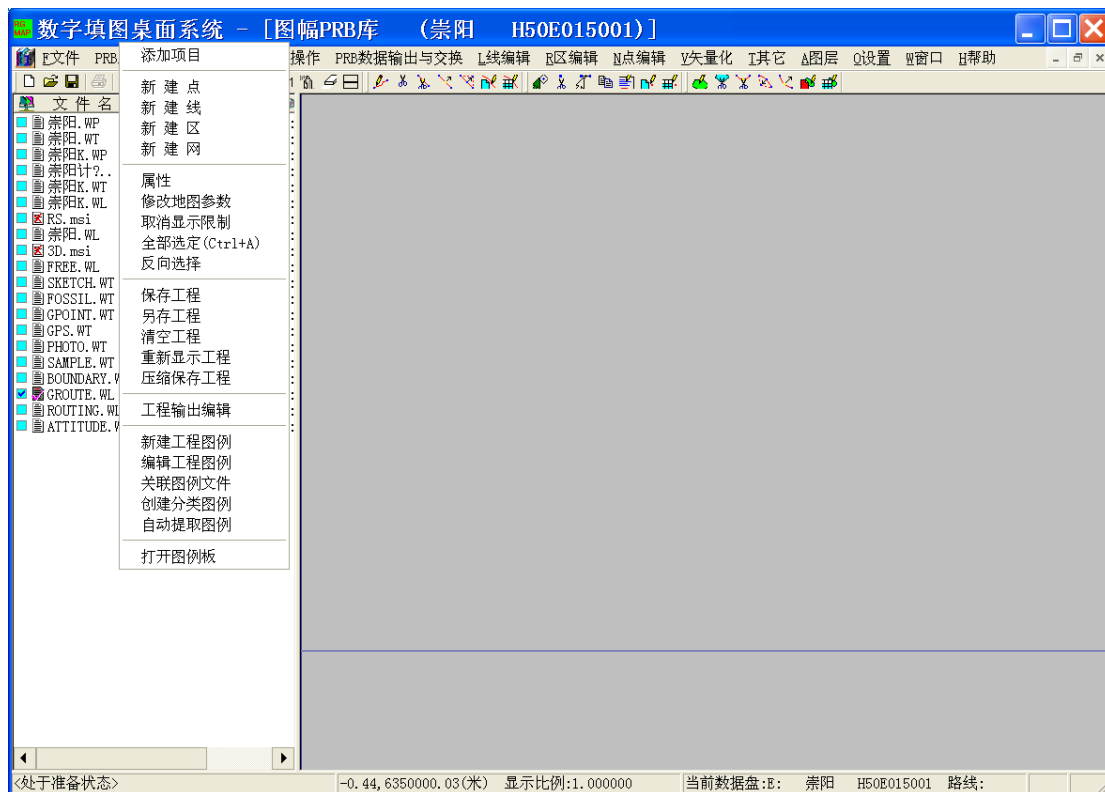 RG MAP
数字填图桌面系统 - [图幅PRB库 (崇阳 H50E015001)]
F文件 PRB 操作 PRB数据输出与交换 L线编辑 R区编辑 N点编辑 V矢量化 T其它 A图层 O设置 W窗口 H帮助
文件名
崇阳.WP
崇阳.WT
崇阳K.WP
崇阳计?..
崇阳K.WT
崇阳K.WL
RS.msi
崇阳.WL
3D.msi
FREE.WL
SKETCH.WT
FOSSIL.WT
GPOINT.WT
GPS.WT
PHOTO.WT
SAMPLE.WT
BOUNDARY.W
GROUTE.WL
ROUTING.WL
ATTITUDE.W
添加项目
新 建 点
新 建 线
新 建 区
新 建 网
属性
修改地图参数
取消显示限制
全部选定(Ctrl+A)
反向选择
保存工程
另存工程
清空工程
重新显示工程
压缩保存工程
工程输出编辑
新建工程图例
编辑工程图例
关联图例文件
创建分类图例
自动提取图例
打开图例板
<处于准备状态>
-0.44,6350000.03(米) 显示比例:1.000000
当前数据盘:E: 崇阳 H50E015001 路线: